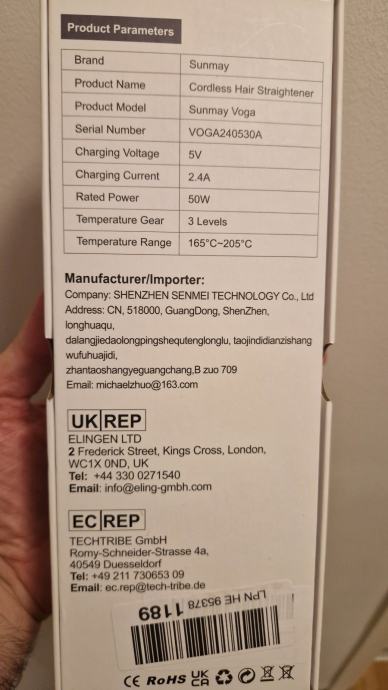 Product Parameters
Brand Sunmay
Product Name Cordless Hair Straightener
Product Model Sunmay Voga
Serial Number VOGA240530A
Charging Voltage 5V
Charging Current 2.4A
Rated Power 50W
Temperature Gear 3 Levels
Temperature Range 165°C~205°C
Manufacturer/Importer:
Company: SHENZHEN SENMEI TECHNOLOGY Co., Ltd
Address: CN, 518000, GuangDong, ShenZhen,
longhuaqu,
dalangjiedaolongpingshequtenglonglu, taojindidianzishang
wufuhuajidi,
zhantaoshangyeguangchang,B zuo 709
Email: michaelzhuo@163.com
UK REP
ELINGEN LTD
2 Frederick Street, Kings Cross, London,
WC1X 0ND, UK
Tel: +44 330 0271540
Email: info@eling-gmbh.com
EC REP
TECHTRIBE GmbH
Romy-Schneider-Strasse 4a,
40549 Duesseldorf
Tel: +49 211 730653 09
Email: ec.rep@tech-tribe.de
LPN HE 95378 1189
CE RoHS UK CA